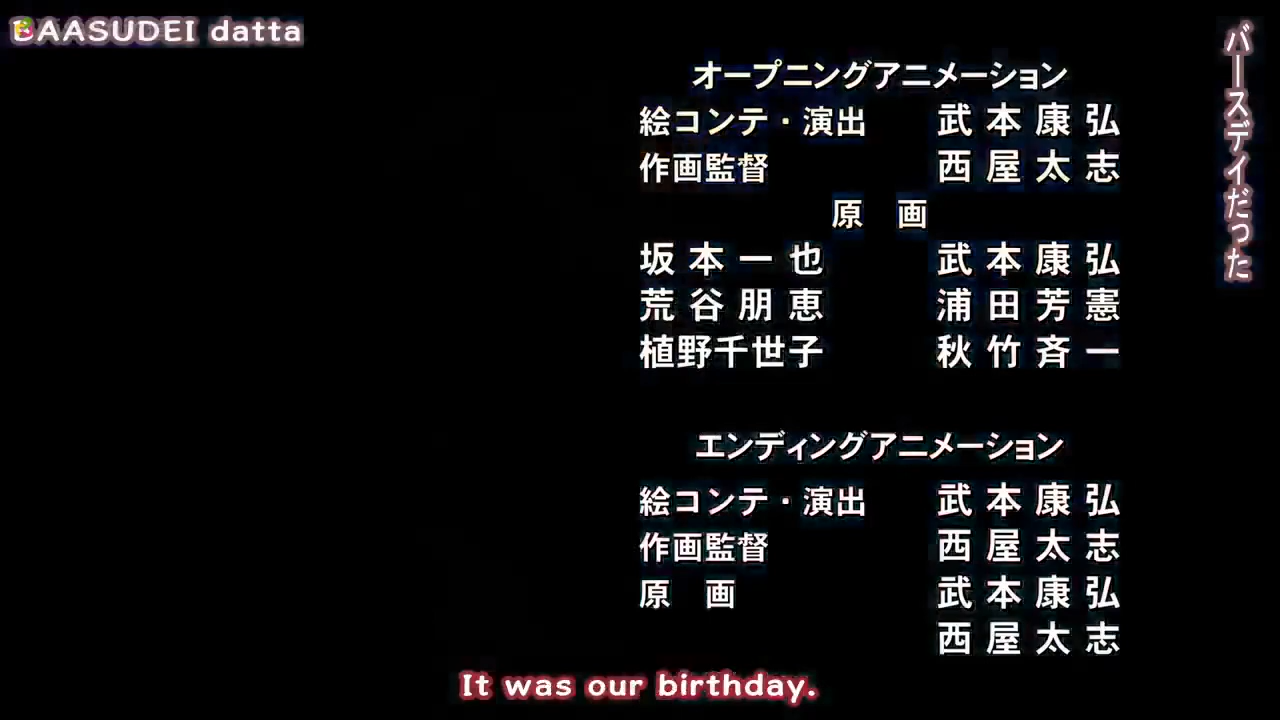 BAASUDEI datta
バースデイだった
オープニングアニメーション
絵コンテ・演出 武本康弘
作画監督 西屋太志
原 画
坂本一也 武本康弘
荒谷朋恵 浦田芳憲
植野千世子 秋竹斉一
エンディングアニメーション
絵コンテ・演出 武本康弘
作画監督 西屋太志
原 画 武本康弘
西屋太志
It was our birthday.